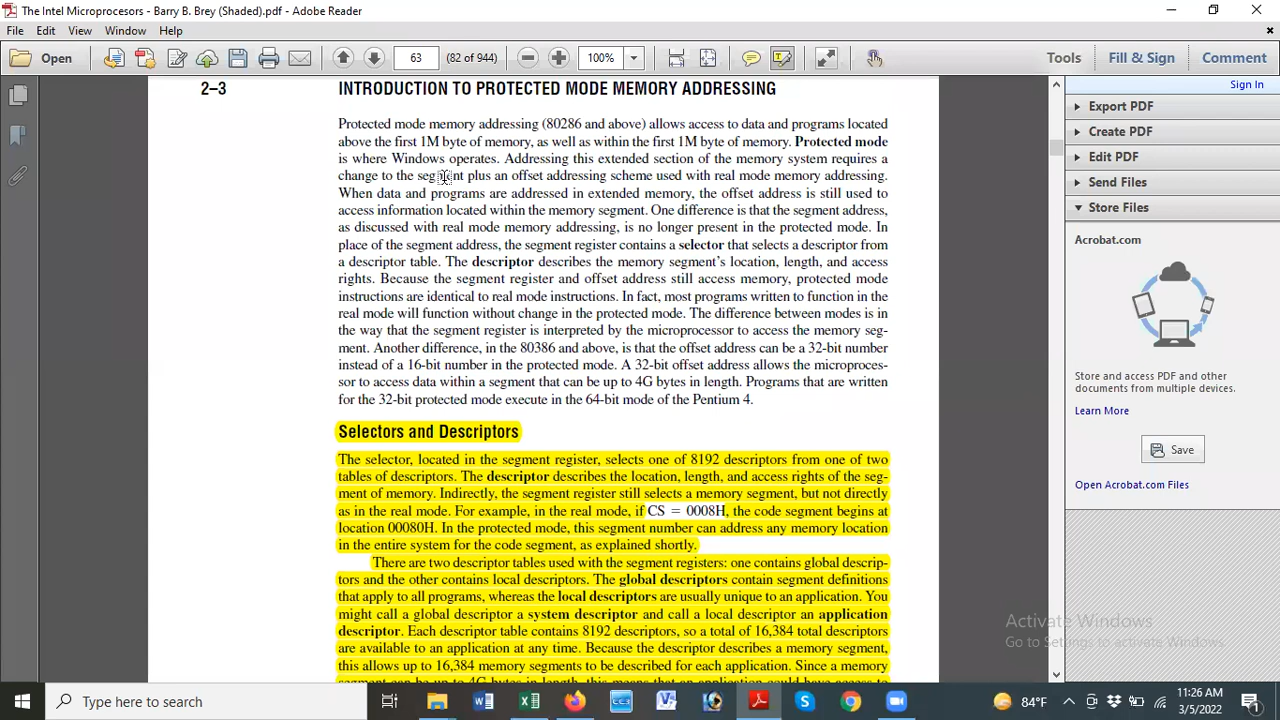 The Intel Microprocesors - Barry B. Brey (Shaded).pdf - Adobe Reader
File Edit View Window Help
Open 63 (82 of 944) 100% Tools Fill & Sign Comment
Sign In
Export PDF
Create PDF
Edit PDF
Send Files
Store Files
Acrobat.com
Store and access PDF and other
documents from multiple devices.
Learn More
Save
Open Acrobat.com Files
2–3 INTRODUCTION TO PROTECTED MODE MEMORY ADDRESSING
Protected mode memory addressing (80286 and above) allows access to data and programs located
above the first 1M byte of memory, as well as within the first 1M byte of memory. Protected mode
is where Windows operates. Addressing this extended section of the memory system requires a
change to the segment plus an offset addressing scheme used with real mode memory addressing.
When data and programs are addressed in extended memory, the offset address is still used to
access information located within the memory segment. One difference is that the segment address,
as discussed with real mode memory addressing, is no longer present in the protected mode. In
place of the segment address, the segment register contains a selector that selects a descriptor from
a descriptor table. The descriptor describes the memory segment's location, length, and access
rights. Because the segment register and offset address still access memory, protected mode
instructions are identical to real mode instructions. In fact, most programs written to function in the
real mode will function without change in the protected mode. The difference between modes is in
the way that the segment register is interpreted by the microprocessor to access the memory seg-
ment. Another difference, in the 80386 and above, is that the offset address can be a 32-bit number
instead of a 16-bit number in the protected mode. A 32-bit offset address allows the microproces-
sor to access data within a segment that can be up to 4G bytes in length. Programs that are written
for the 32-bit protected mode execute in the 64-bit mode of the Pentium 4.
Selectors and Descriptors
The selector, located in the segment register, selects one of 8192 descriptors from one of two
tables of descriptors. The descriptor describes the location, length, and access rights of the seg-
ment of memory. Indirectly, the segment register still selects a memory segment, but not directly
as in the real mode. For example, in the real mode, if CS = 0008H, the code segment begins at
location 00080H. In the protected mode, this segment number can address any memory location
in the entire system for the code segment, as explained shortly.
There are two descriptor tables used with the segment registers: one contains global descrip-
tors and the other contains local descriptors. The global descriptors contain segment definitions
that apply to all programs, whereas the local descriptors are usually unique to an application. You
might call a global descriptor a system descriptor and call a local descriptor an application
descriptor. Each descriptor table contains 8192 descriptors, so a total of 16,384 total descriptors
are available to an application at any time. Because the descriptor describes a memory segment,
this allows up to 16,384 memory segments to be described for each application. Since a memory
segment can be up to 4G bytes in length, this means that an application could have access to
Activate Windows
Go to Settings to activate Windows.
Type here to search
84°F
11:26 AM
3/5/2022